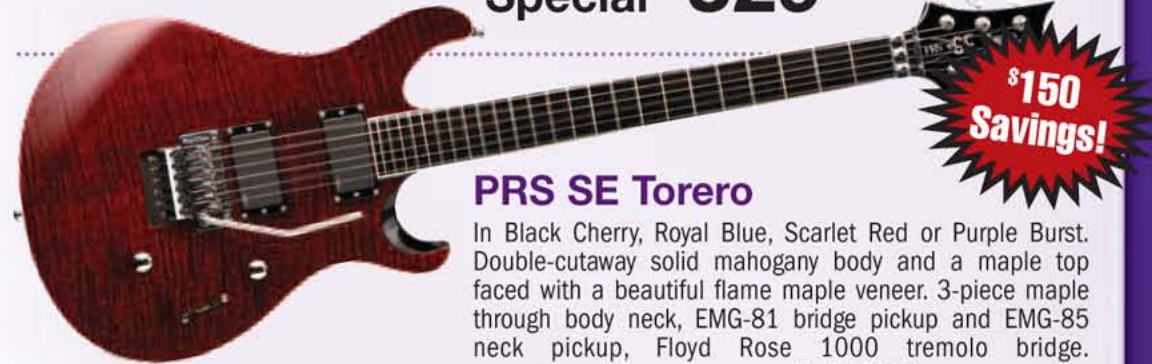 Special
$150
Savings!
PRS SE Torero
In Black Cherry, Royal Blue, Scarlet Red or Purple Burst.
Double-cutaway solid mahogany body and a maple top
faced with a beautiful flame maple veneer. 3-piece maple
through body neck, EMG-81 bridge pickup and EMG-85
neck pickup, Floyd Rose 1000 tremolo bridge.